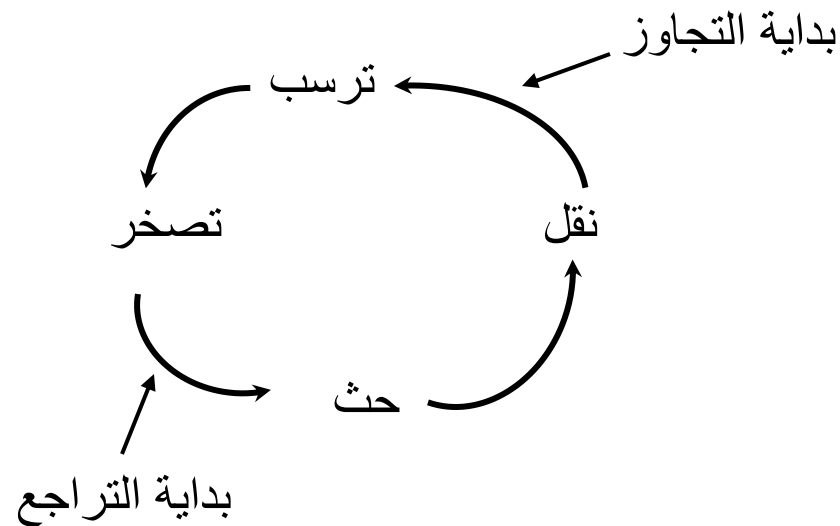 بداية التجاوز
ترسب
نقل
تصخر
حث
بداية التراجع